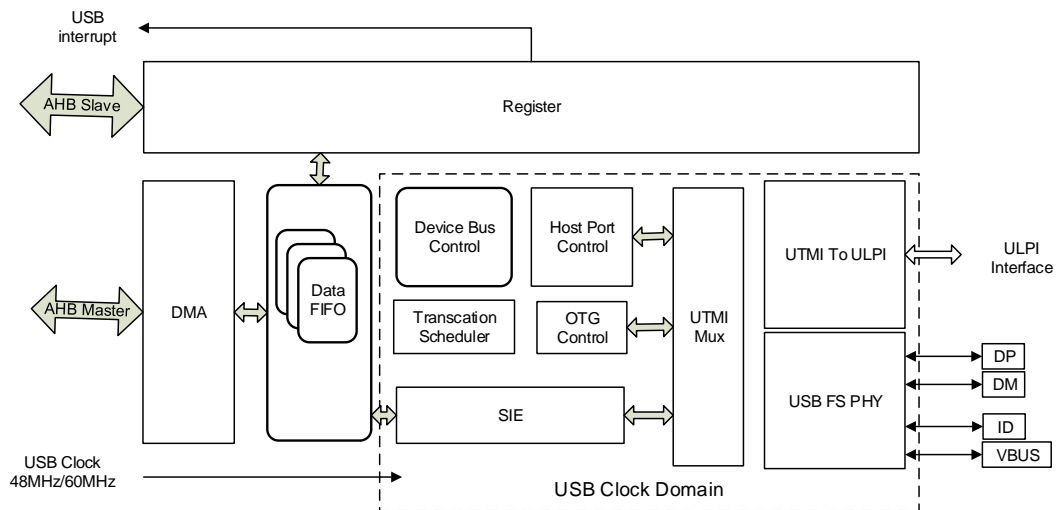 USB
interrupt
AHB Slave
Register
Device Bus
Control
Host Port
Control
UTMI To ULPI
ULPI
Interface
Data
FIFO
AHB Master
DMA
Transcation
Scheduler
OTG
Control
UTMI
Mux
DP
DM
USB FS PHY
SIE
ID
VBUS
USB Clock
48MHz/60MHz
USB Clock Domain